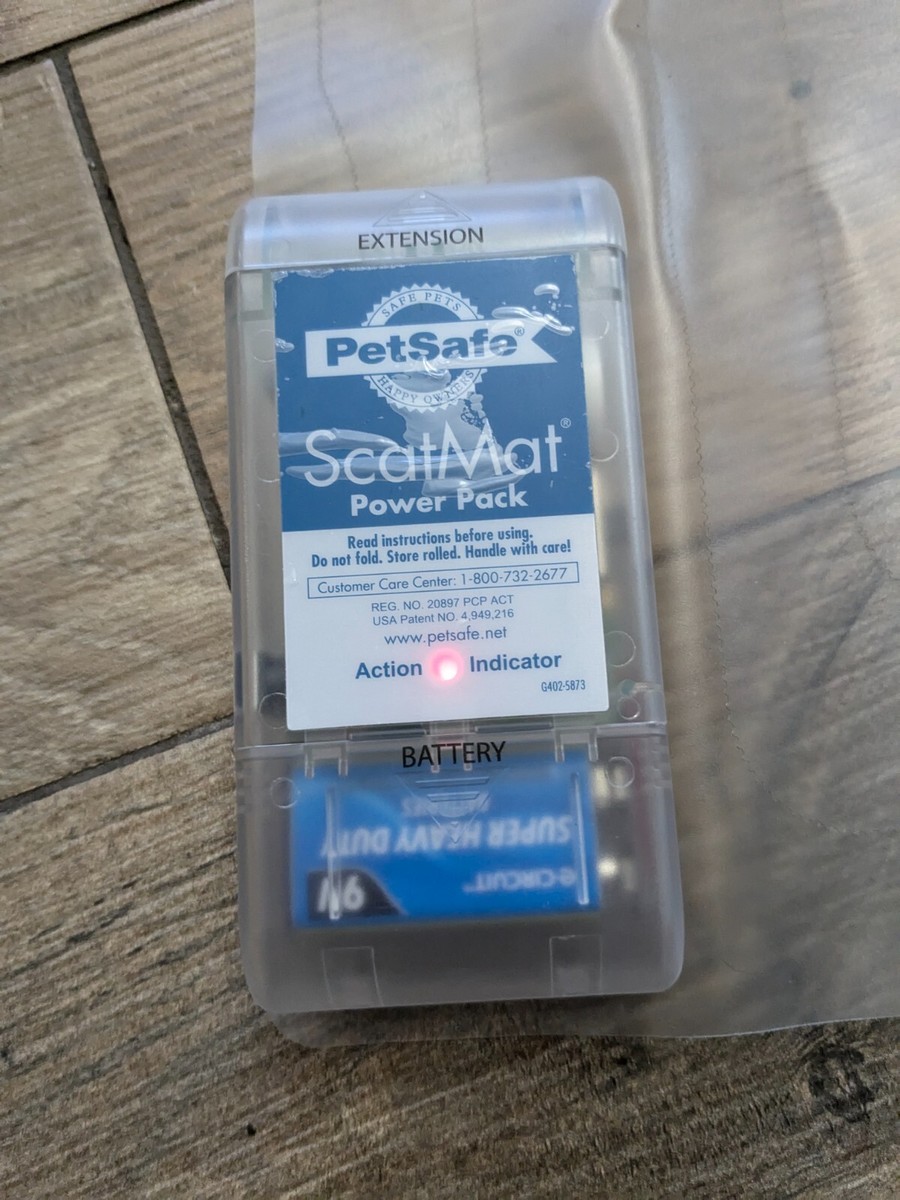 EXTENSION
SAFE PETS
PetSafe®
HAPPY OWNERS
ScatMat®
Power Pack
Read instructions before using.
Do not fold. Store rolled. Handle with care!
Customer Care Center: 1-800-732-2677
REG. NO. 20897 PCP ACT
USA Patent NO. 4,949,216
www.petsafe.net
Action Indicator
G402-5873
BATTERY
SUPER HEAVY DUTY
e-CIRCUIT™
9V